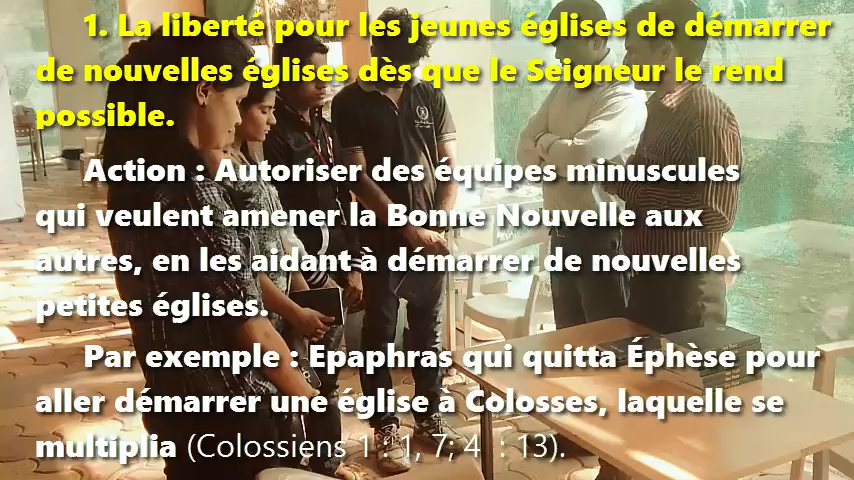 1. La liberté pour les jeunes églises de démarrer
de nouvelles églises dès que le Seigneur le rend
possible.
Action : Autoriser des équipes minuscules
qui veulent amener la Bonne Nouvelle aux
autres, en les aidant à démarrer de nouvelles
petites églises.
Par exemple : Epaphras qui quitta Éphèse pour
aller démarrer une église à Colosses, laquelle se
multiplia (Colossiens 1 : 1, 7; 4  : 13).